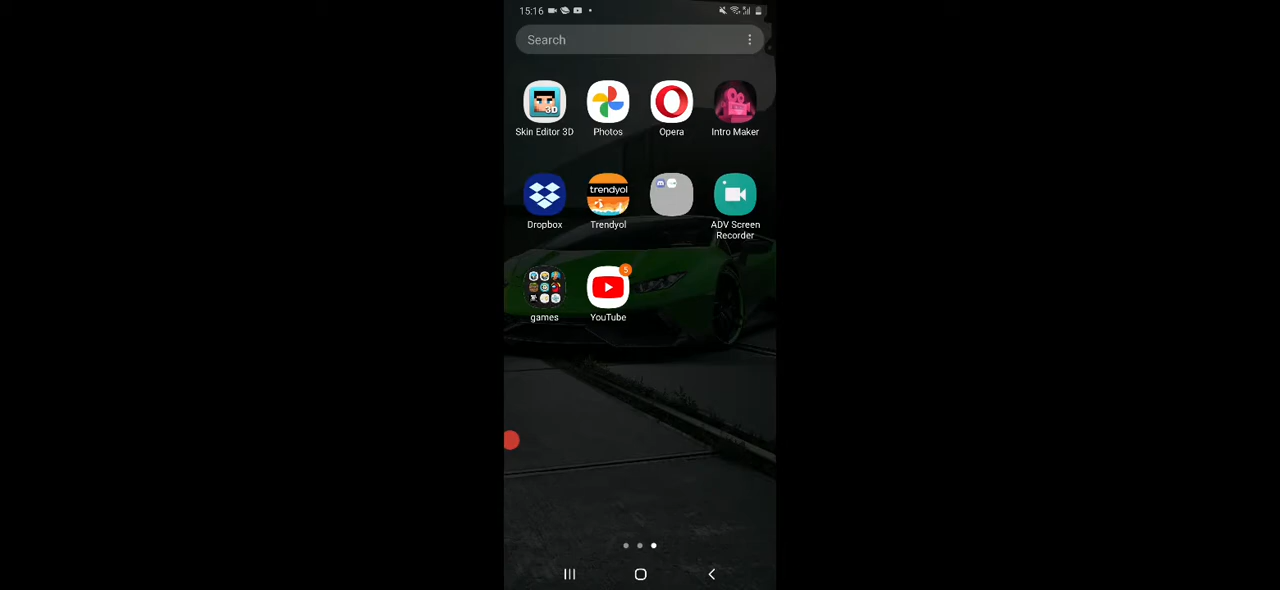 15:16
Search
Skin Editor 3D
Photos
Opera
Intro Maker
3D
trendyol
Dropbox
Trendyol
ADV Screen
Recorder
5
games
YouTube